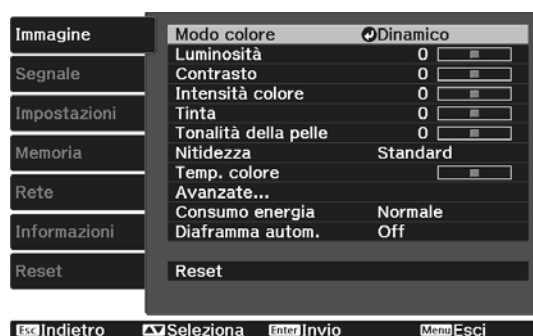 Immagine
Segnale
Impostazioni
Memoria
Rete
Informazioni
Reset
Modo colore Dinamico
Luminosità 0
Contrasto 0
Intensità colore 0
Tinta 0
Tonalità della pelle 0
Nitidezza Standard
Temp. colore
Avanzate...
Consumo energia Normale
Diaframma autom. Off
Reset
Esc Indietro Seleziona Enter Invio Menu Esci